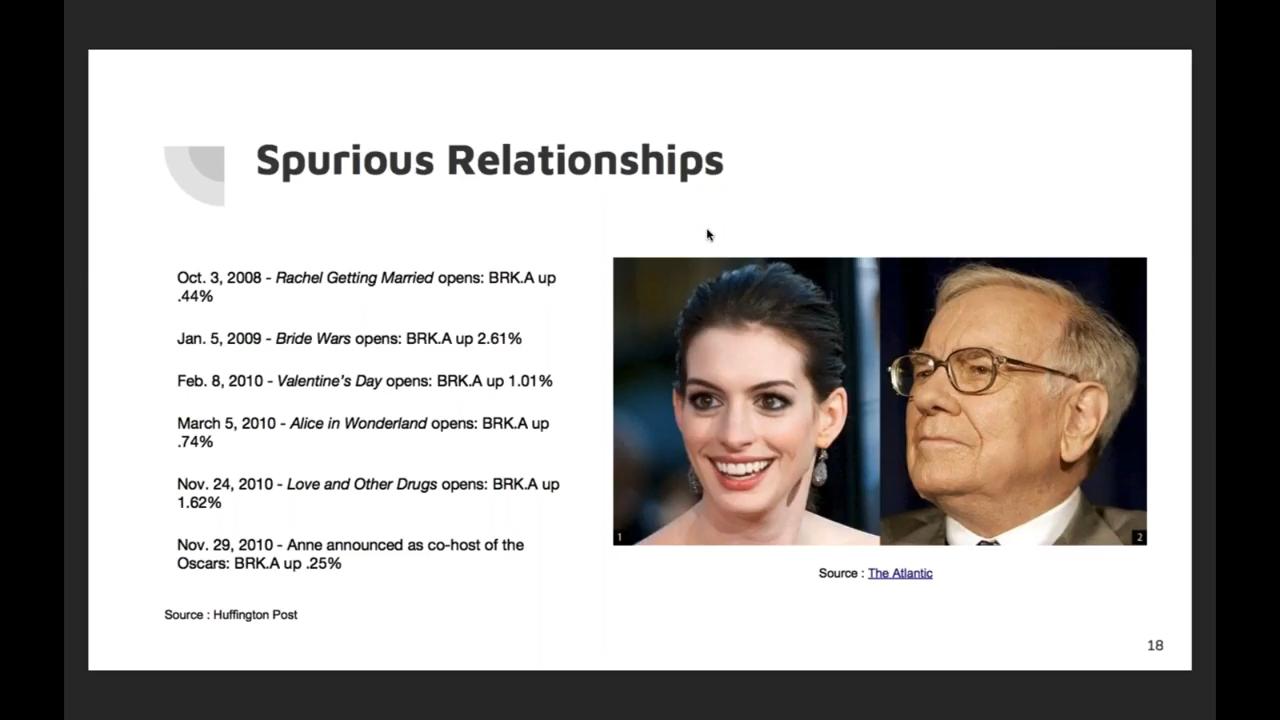 Spurious Relationships
Oct. 3, 2008 - Rachel Getting Married opens: BRK.A up
.44%
Jan. 5, 2009 - Bride Wars opens: BRK.A up 2.61%
Feb. 8, 2010 - Valentine's Day opens: BRK.A up 1.01%
March 5, 2010 - Alice in Wonderland opens: BRK.A up
.74%
Nov. 24, 2010 - Love and Other Drugs opens: BRK.A up
1.62%
Nov. 29, 2010 - Anne announced as co-host of the
Oscars: BRK.A up .25%
Source : Huffington Post
1
2
Source : The Atlantic
18